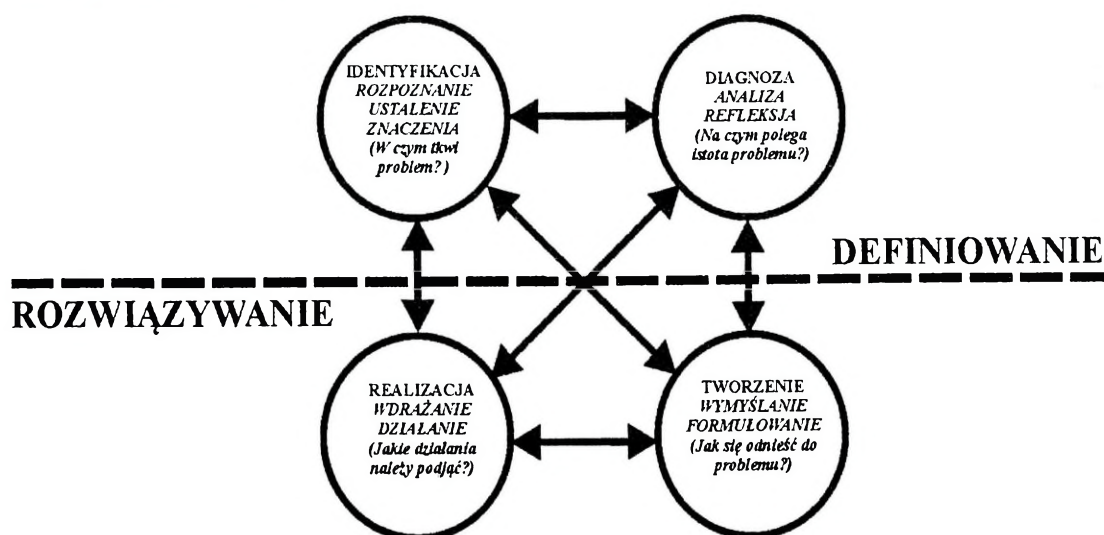 IDENTYFIKACJA
ROZPOZNANIE
USTALENIE
ZNACZENIA
(W czym tkwi
problem?)
DIAGNOZA
ANALIZA
REFLEKSJA
(Na czym polega
istota problemu?)
DEFINIOWANIE
ROZWIĄZYWANIE
REALIZACJA
WDRAŻANIE
DZIAŁANIE
(Jakie działania
należy podjąć?)
TWORZENIE
WYMYŚLANIE
FORMUŁOWANIE
(Jak się odnieść do
problemu?)